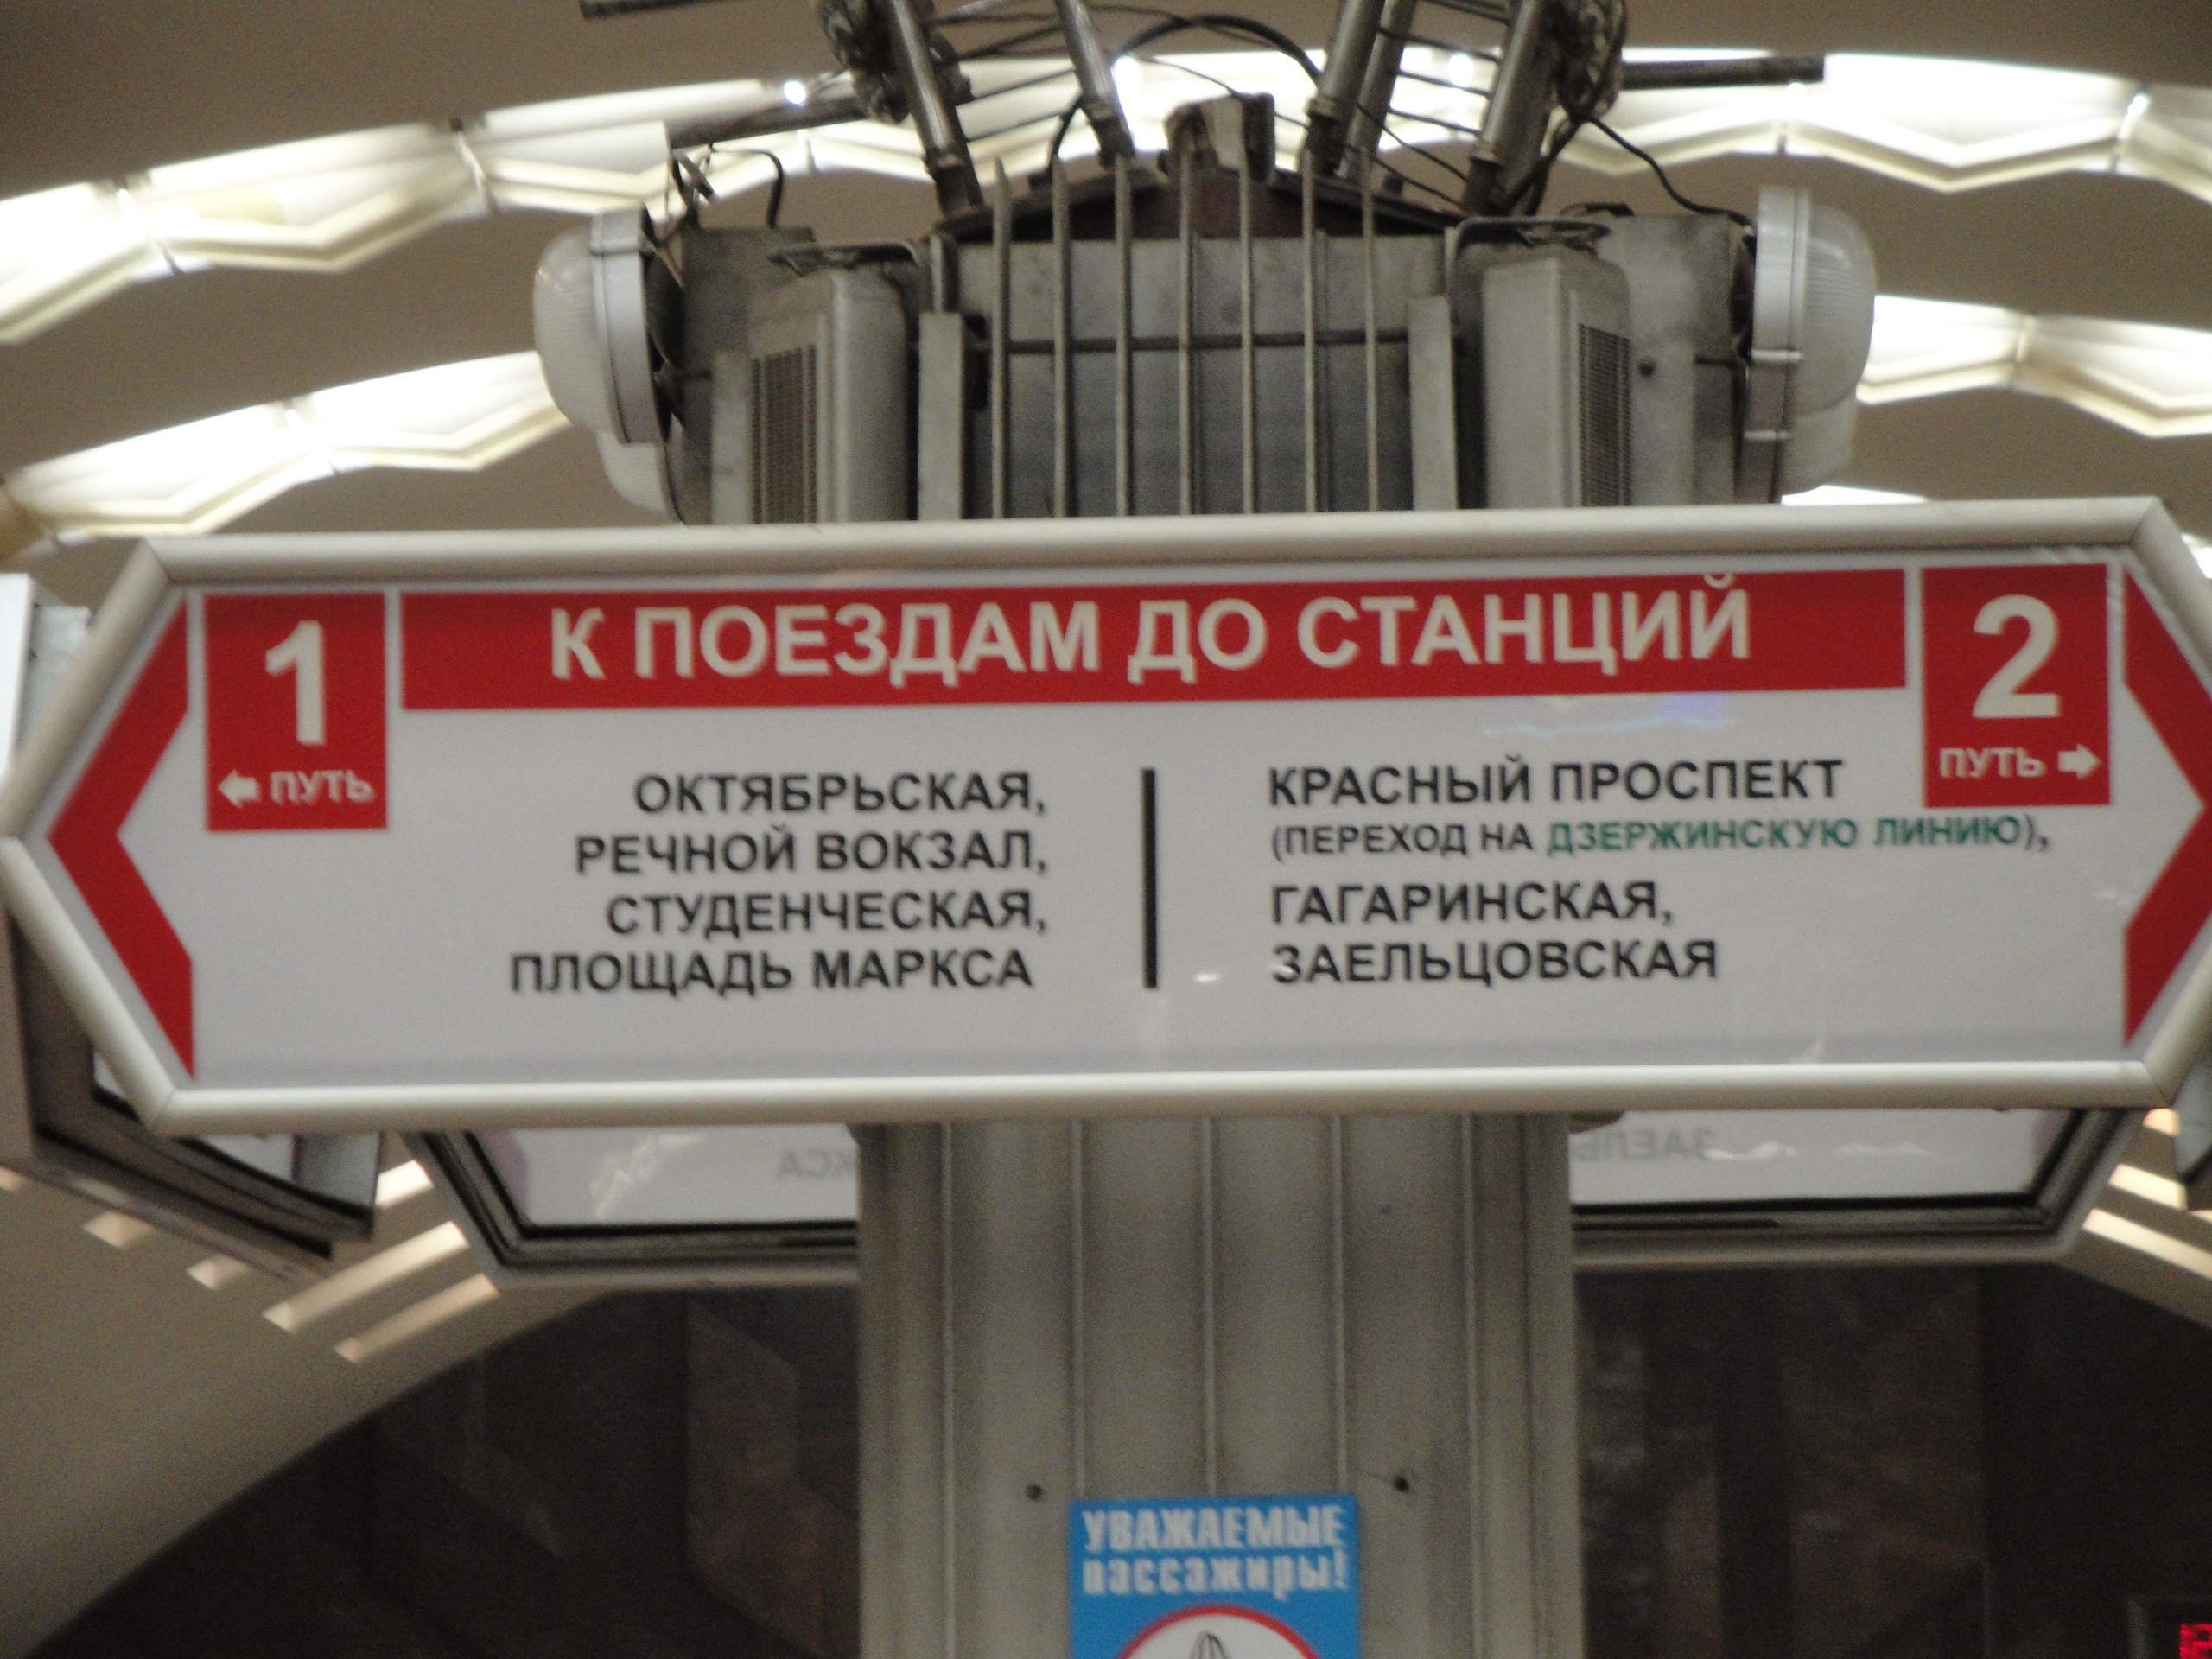 К ПОЕЗДАМ ДО СТАНЦИЙ
1
ПУТЬ
ОКТЯБРЬСКАЯ,
РЕЧНОЙ ВОКЗАЛ,
СТУДЕНЧЕСКАЯ,
ПЛОЩАДЬ МАРКСА
2
ПУТЬ
КРАСНЫЙ ПРОСПЕКТ
(ПЕРЕХОД НА ДЗЕРЖИНСКУЮ ЛИНИЮ),
ГАГАРИНСКАЯ,
ЗАЕЛЬЦОВСКАЯ
УВАЖАЕМЫЕ
пассажиры!